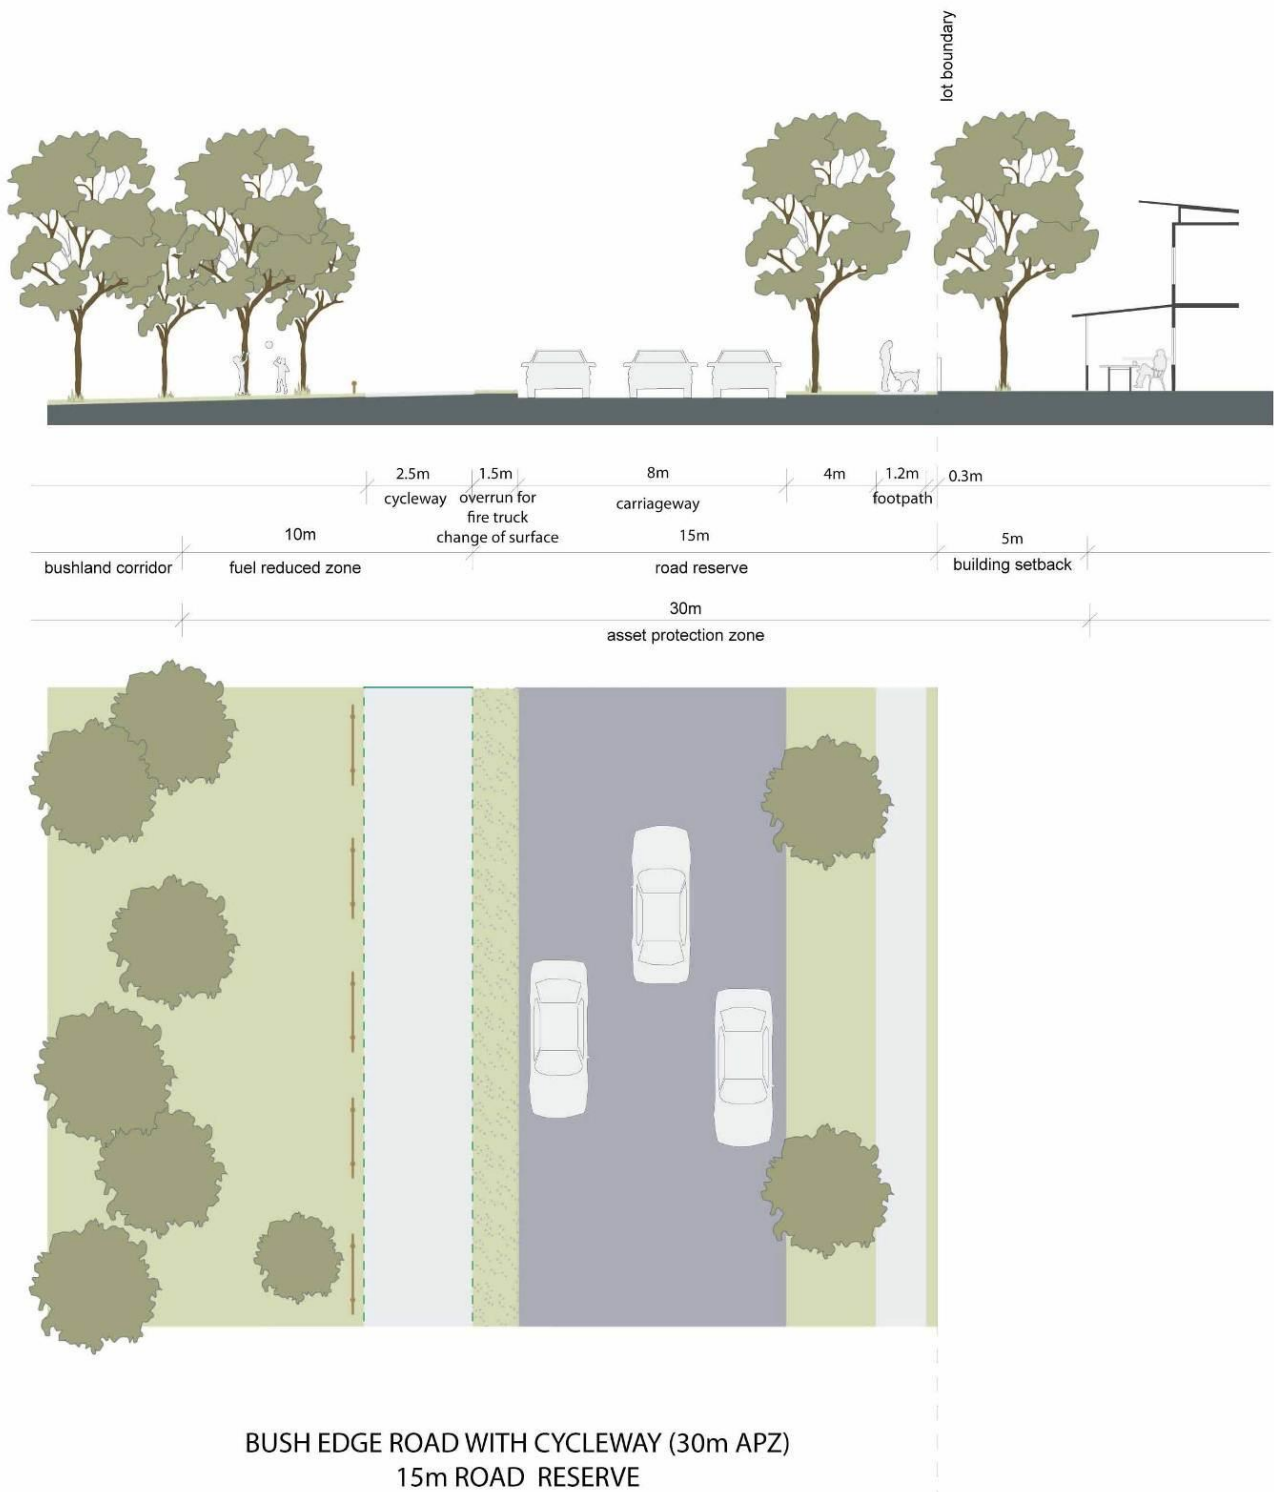 lot boundary
2.5m
1.5m
8m
4m
1.2m
0.3m
cycleway
overrun for
fire truck
change of surface
carriageway
footpath
10m
15m
5m
bushland corridor
fuel reduced zone
road reserve
building setback
30m
asset protection zone
BUSH EDGE ROAD WITH CYCLEWAY (30m APZ)
15m ROAD RESERVE